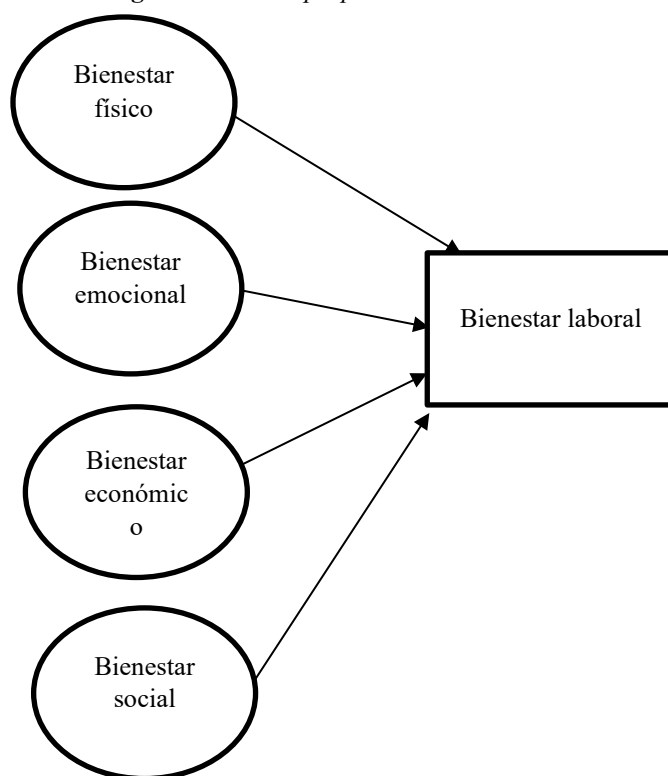 Bienestar
físico
Bienestar
emocional
Bienestar laboral
Bienestar
económic
o
Bienestar
social